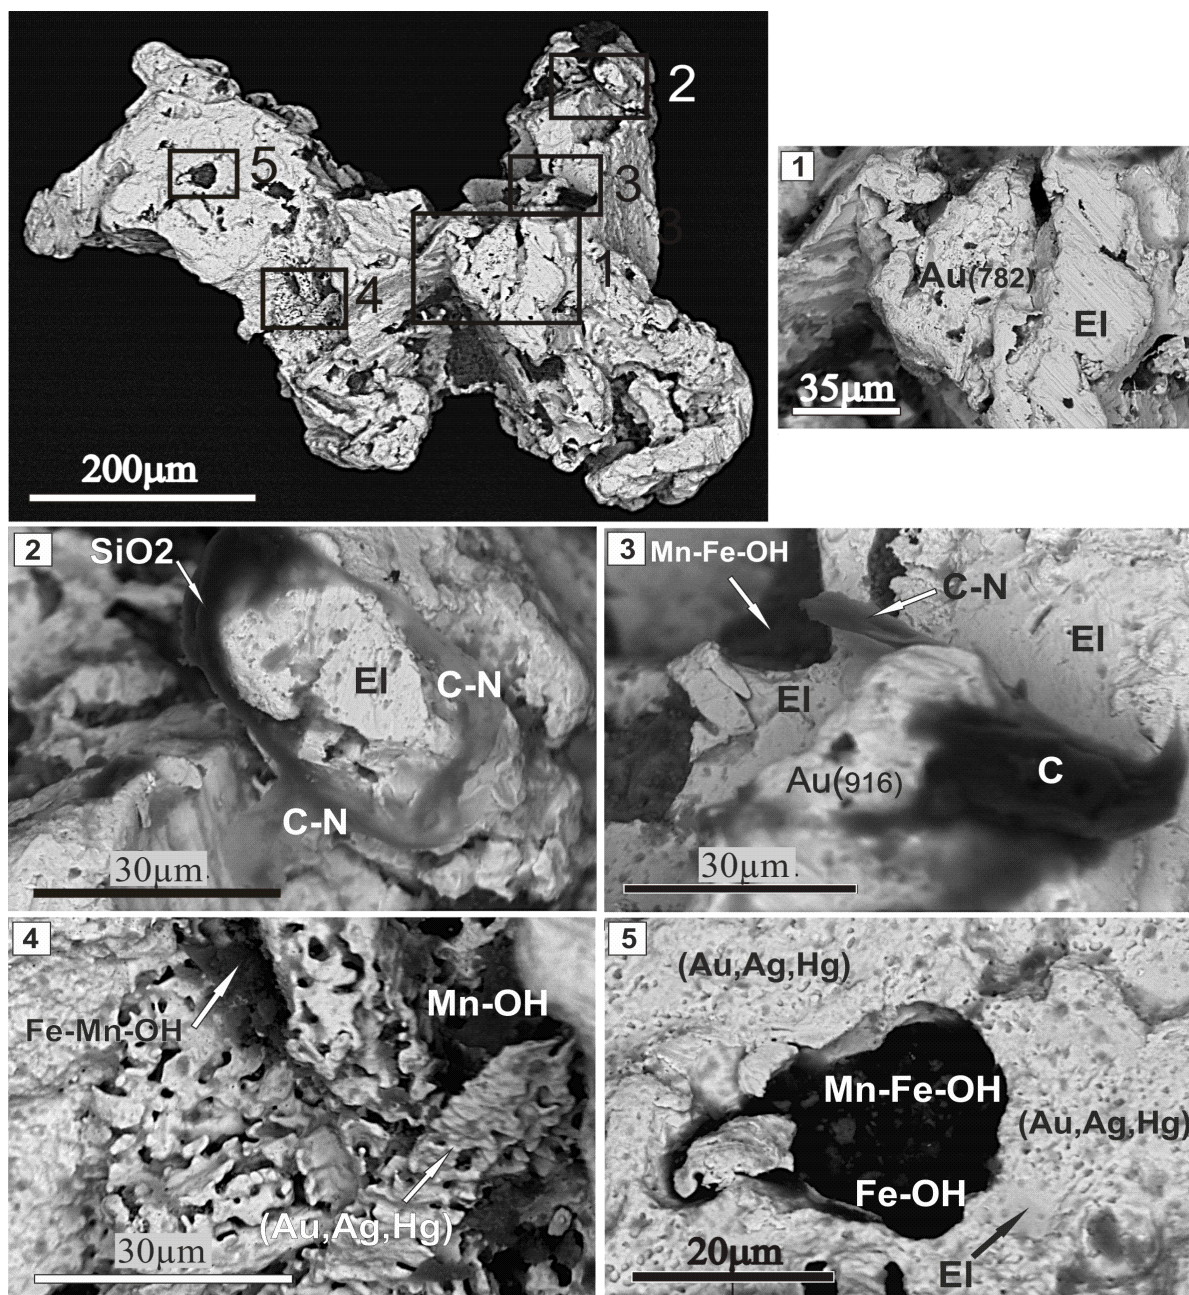 2
5
3
3
1
4
200µm
1
Au(782)
El
35µm
2
SiO2
El
C-N
C-N
30µm
3
Mn-Fe-OH
C-N
El
El
C
Au(916)
30µm
4
Mn-OH
Fe-Mn-OH
(Au,Ag,Hg)
30µm
5
(Au,Ag,Hg)
Mn-Fe-OH
(Au,Ag,Hg)
Fe-OH
El
20µm